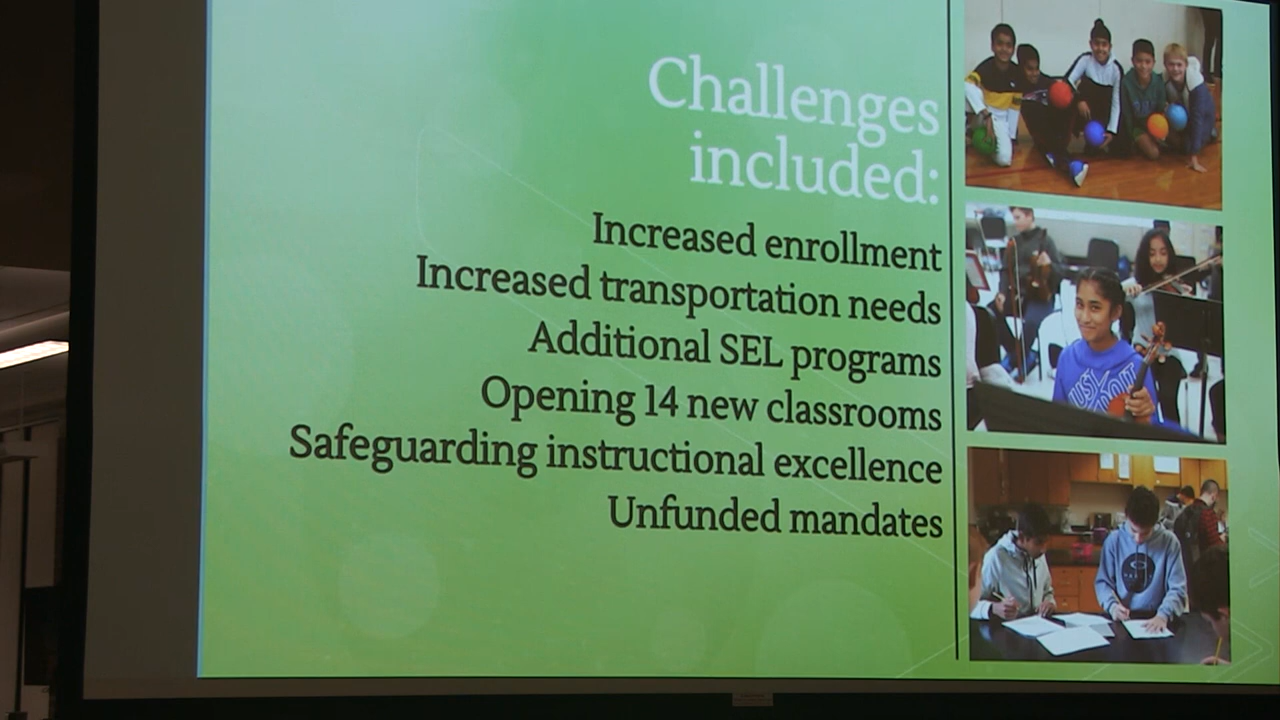 Challenges
included:
Increased enrollment
Increased transportation needs
Additional SEL programs
Opening 14 new classrooms
Safeguarding instructional excellence
Unfunded mandates